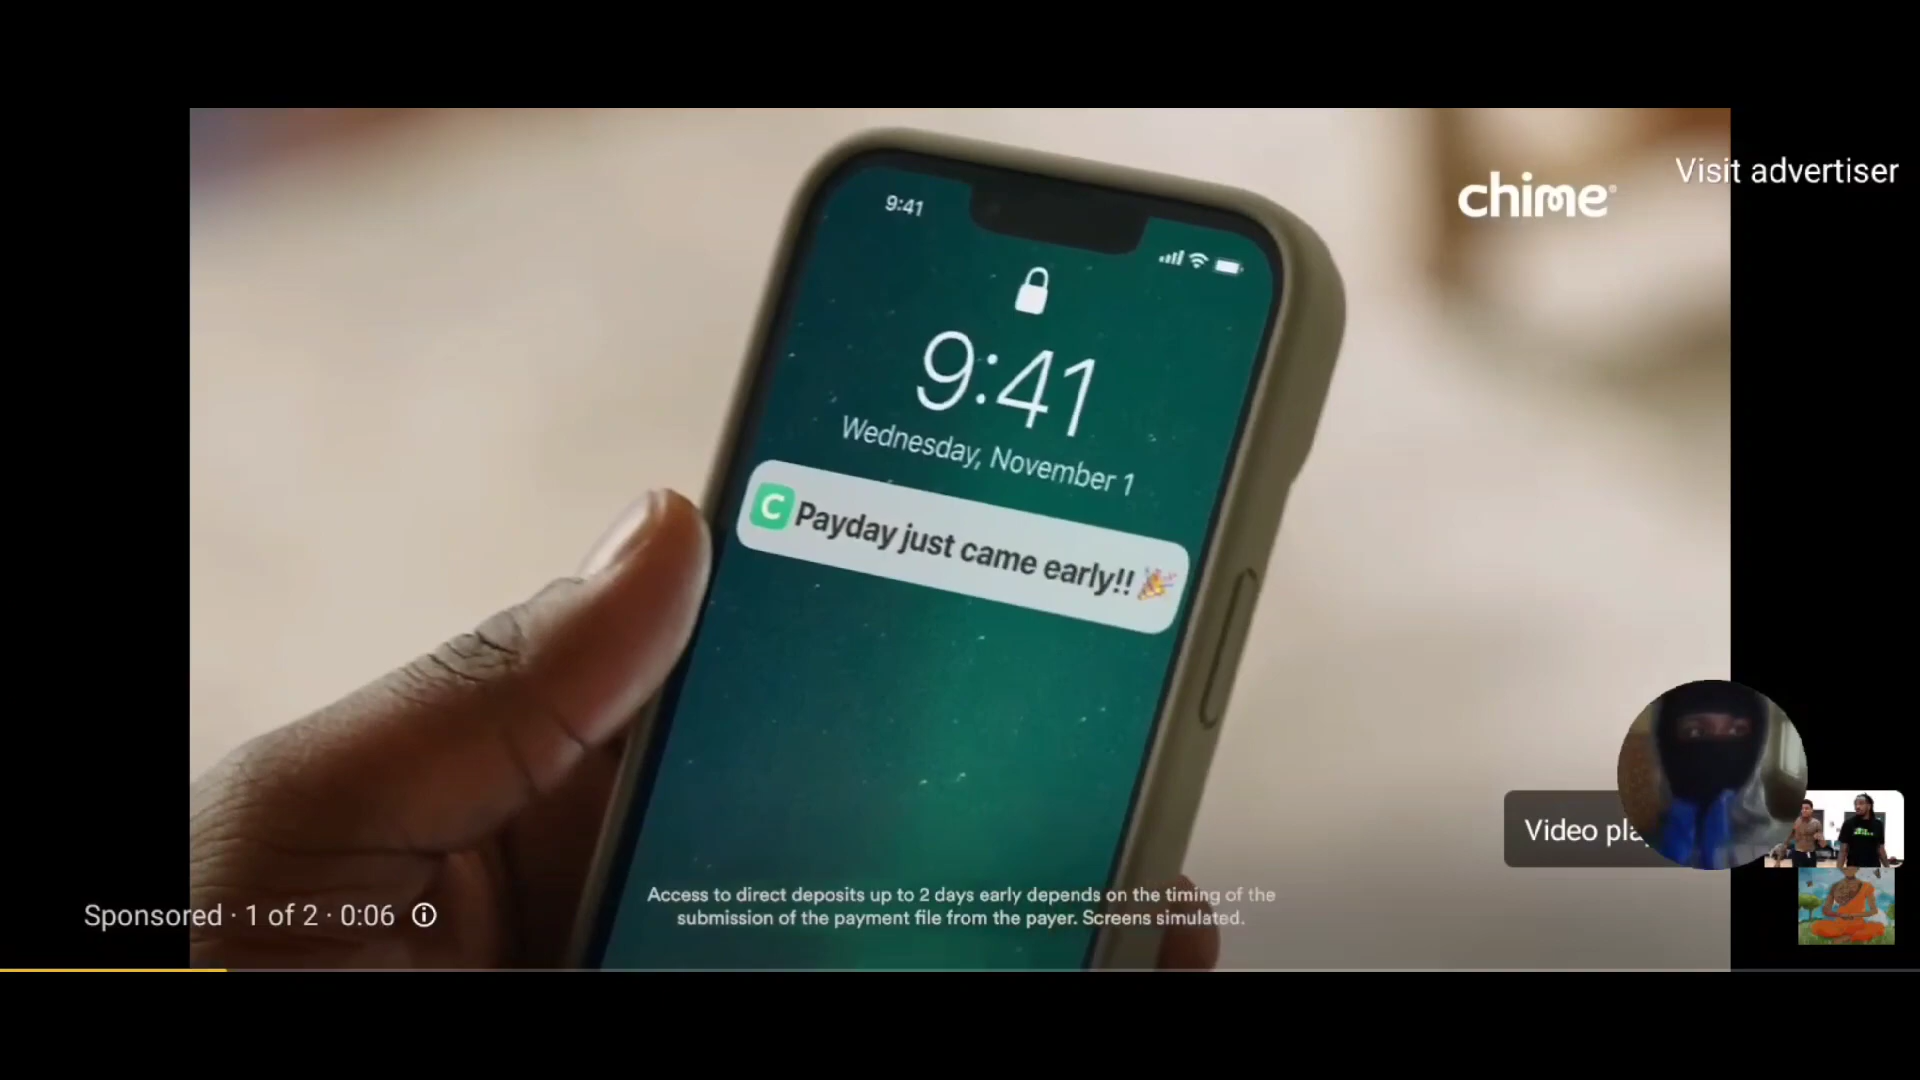 chime®
Visit advertiser
9:41
9:41
Wednesday, November 1
C Payday just came early!! 🎉
Video
Access to direct deposits up to 2 days early depends on the timing of the
submission of the payment file from the payer. Screens simulated.
Sponsored · 1 of 2 · 0:06